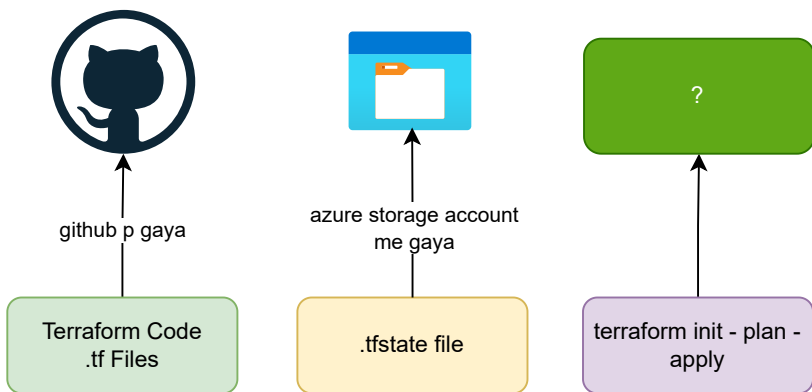 ?
github p gaya
azure storage account
me gaya
Terraform Code
.tf Files
.tfstate file
terraform init - plan -
apply